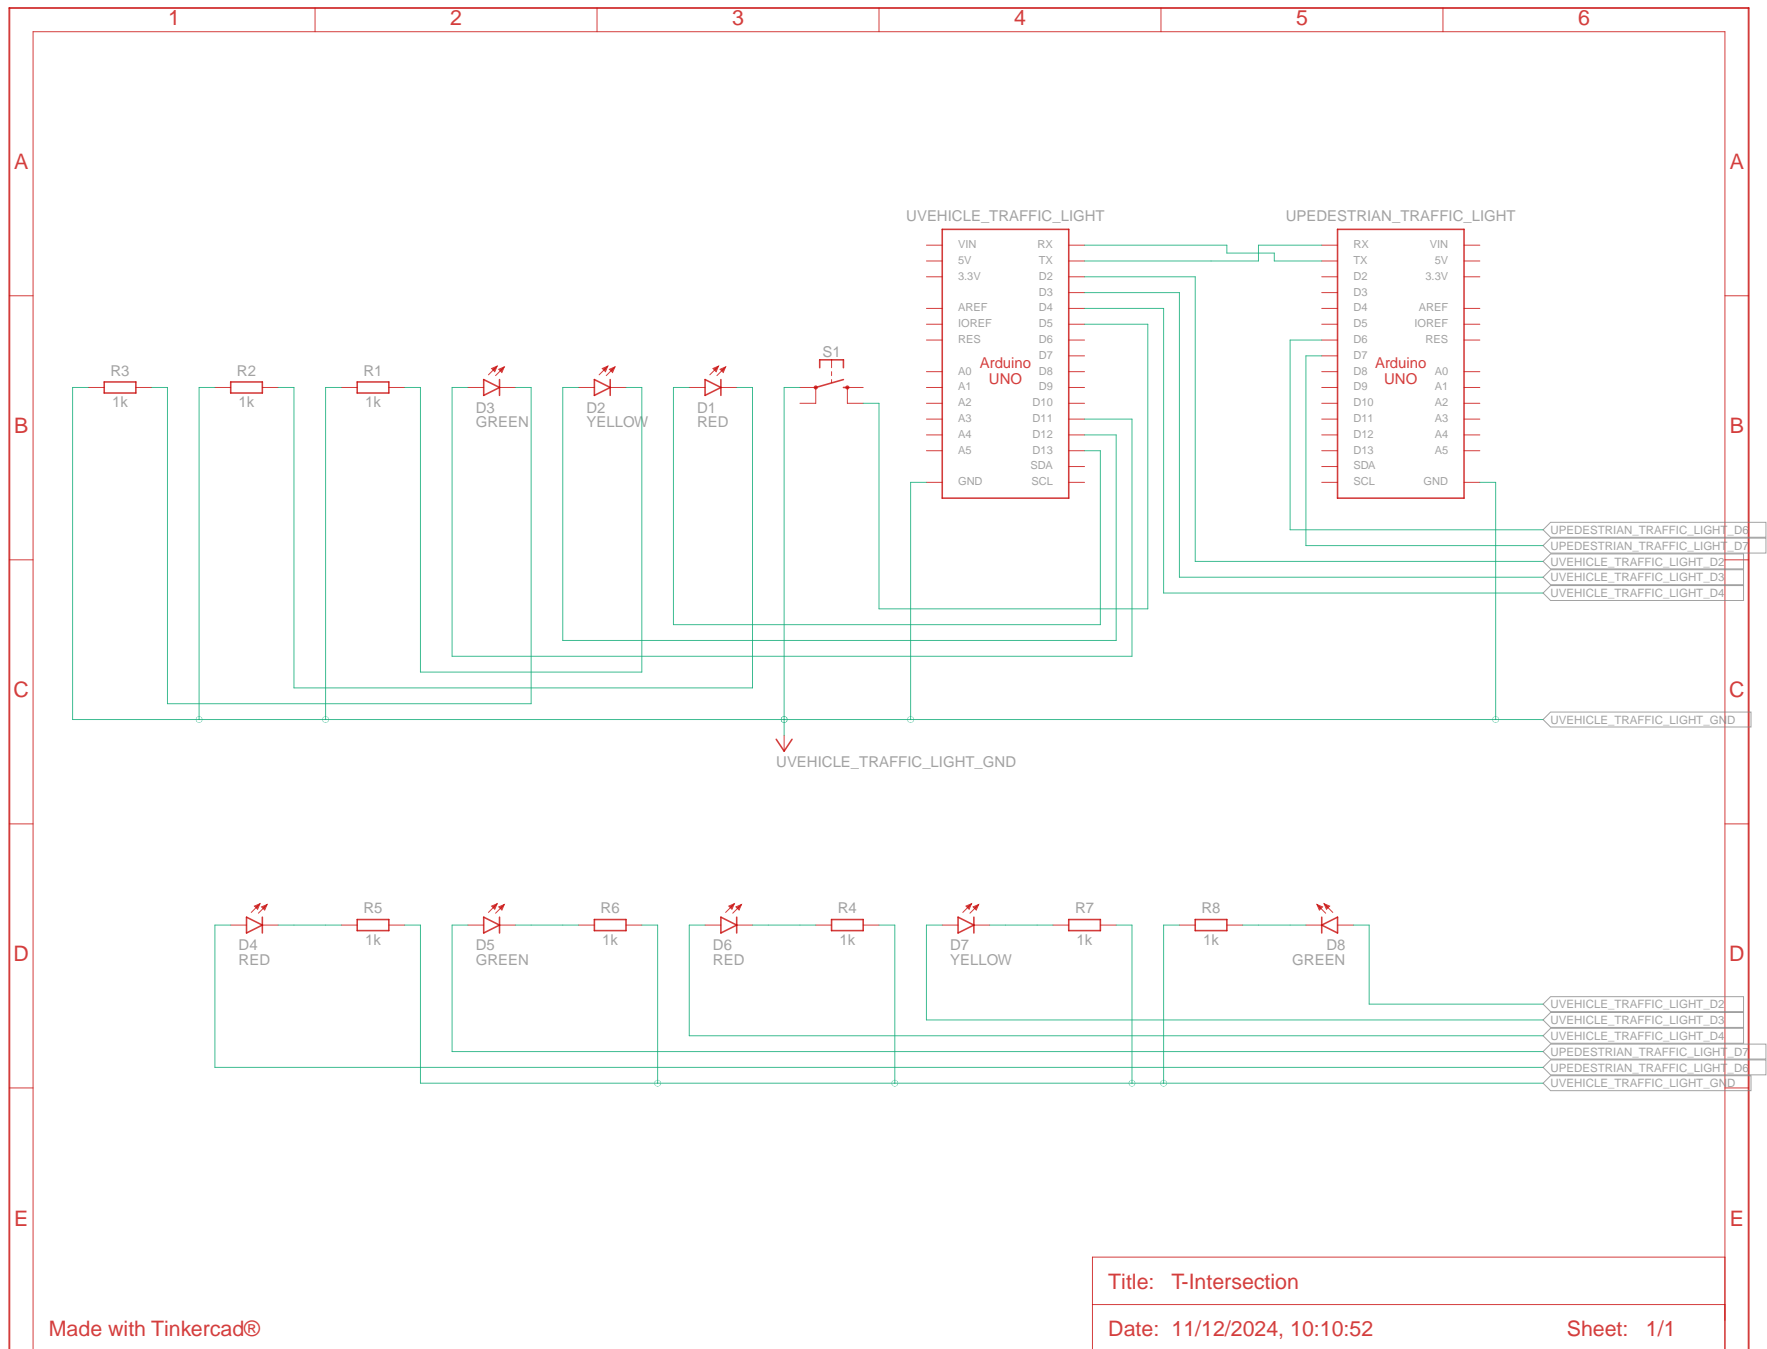 1 2 3 4 5 6
A A
UVEHICLE_TRAFFIC_LIGHT UPEDESTRIAN_TRAFFIC_LIGHT
VIN RX RX VIN
5V TX TX 5V
3.3V D2 D2 3.3V
D3 D3
AREF D4 D4 AREF
IOREF D5 D5 IOREF
RES D6 D6 RES
S1
D7 D7
Arduino Arduino
R3 R2 R1 A0 D8 D8 A0
UNO UNO
A1 D9 D9 A1
1k 1k 1k A2 D10 D10 A2
D3 D2 D1
GREEN YELLOW RED A3 D11 D11 A3
B B
A4 D12 D12 A4
A5 D13 D13 A5
SDA SDA
GND SCL SCL GND
UPEDESTRIAN_TRAFFIC_LIGHT_D6
UPEDESTRIAN_TRAFFIC_LIGHT_D7
UVEHICLE_TRAFFIC_LIGHT_D2
UVEHICLE_TRAFFIC_LIGHT_D3
UVEHICLE_TRAFFIC_LIGHT_D4
C C
UVEHICLE_TRAFFIC_LIGHT_GND
UVEHICLE_TRAFFIC_LIGHT_GND
R5 R6 R4 R7 R8
1k 1k 1k 1k 1k
D4 D5 D6 D7 D8
RED GREEN RED YELLOW GREEN
D D
UVEHICLE_TRAFFIC_LIGHT_D2
UVEHICLE_TRAFFIC_LIGHT_D3
UVEHICLE_TRAFFIC_LIGHT_D4
UPEDESTRIAN_TRAFFIC_LIGHT_D7
UPEDESTRIAN_TRAFFIC_LIGHT_D6
UVEHICLE_TRAFFIC_LIGHT_GND
E E
Title: T-Intersection
Made with Tinkercad®
Date: 11/12/2024, 10:10:52 Sheet: 1/1